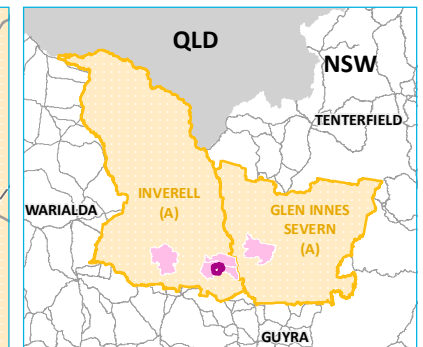 QLD
NSW
TENTERFIELD
INVERELL
(A)
WARIALDA
GLEN INNES
SEVERN
(A)
GUYRA